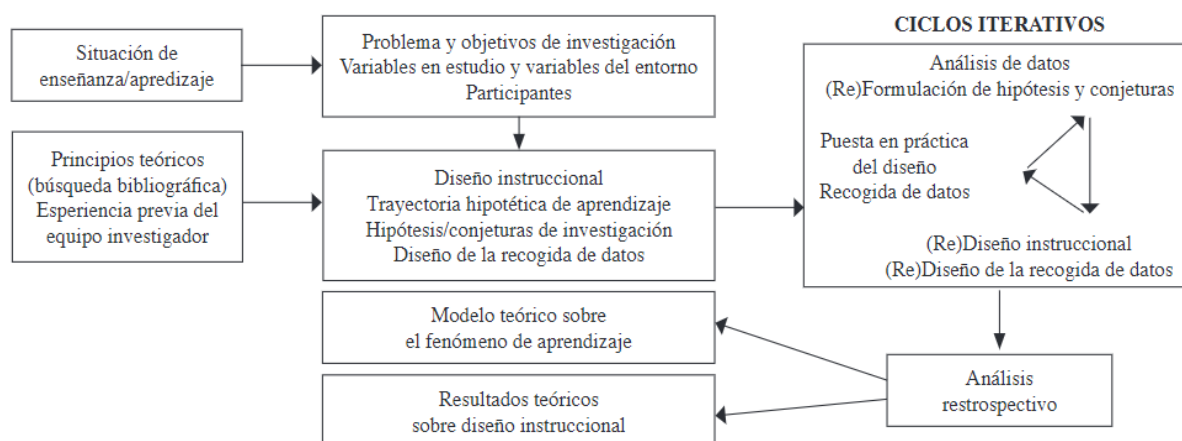 Situación de
enseñanza/apredizaje
Problema y objetivos de investigación
Variables en estudio y variables del entorno
Participantes
Principios teóricos
(búsqueda bibliográfica)
Esperiencia previa del
equipo investigador
Diseño instruccional
Trayectoria hipotética de aprendizaje
Hipótesis/conjeturas de investigación
Diseño de la recogida de datos
CICLOS ITERATIVOS
Análisis de datos
(Re)Formulación de hipótesis y conjeturas
Puesta en práctica
del diseño
Recogida de datos
(Re)Diseño instruccional
(Re)Diseño de la recogida de datos
Modelo teórico sobre
el fenómeno de aprendizaje
Resultados teóricos
sobre diseño instruccional
Análisis
restrospectivo